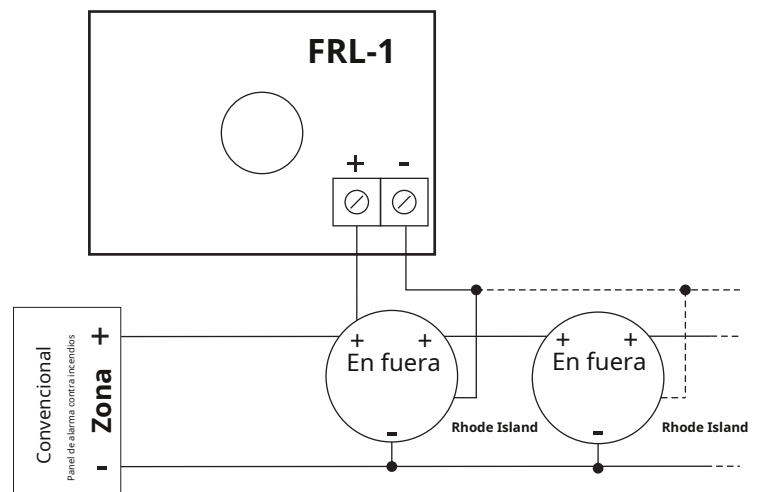 FRL-1
+ -
+ + + +
En fuera En fuera
Convencional
Panel de alarma contra incendios
Zona
+
-
- -
Rhode Island Rhode Island